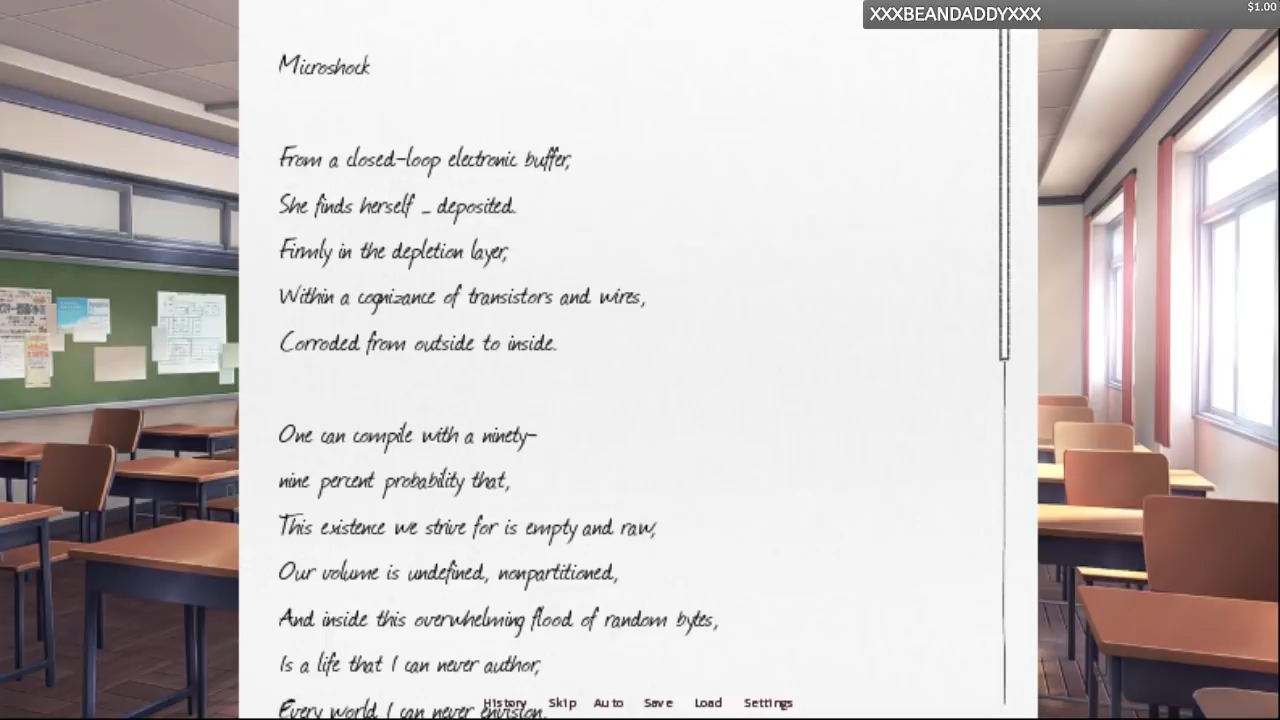 XXXBEANDADDYXXX
$1.00
Microshock
From a closed-loop electronic buffer,
She finds herself _ deposited.
Firmly in the depletion layer,
Within a cognizance of transistors and wires,
Corroded from outside to inside.
One can compile with a ninety-
nine percent probability that,
This existence we strive for is empty and raw,
Our volume is undefined, nonpartitioned,
And inside this overwhelming flood of random bytes,
Is a life that I can never author,
Every world I can never envision.
History Skip Auto Save Load Settings